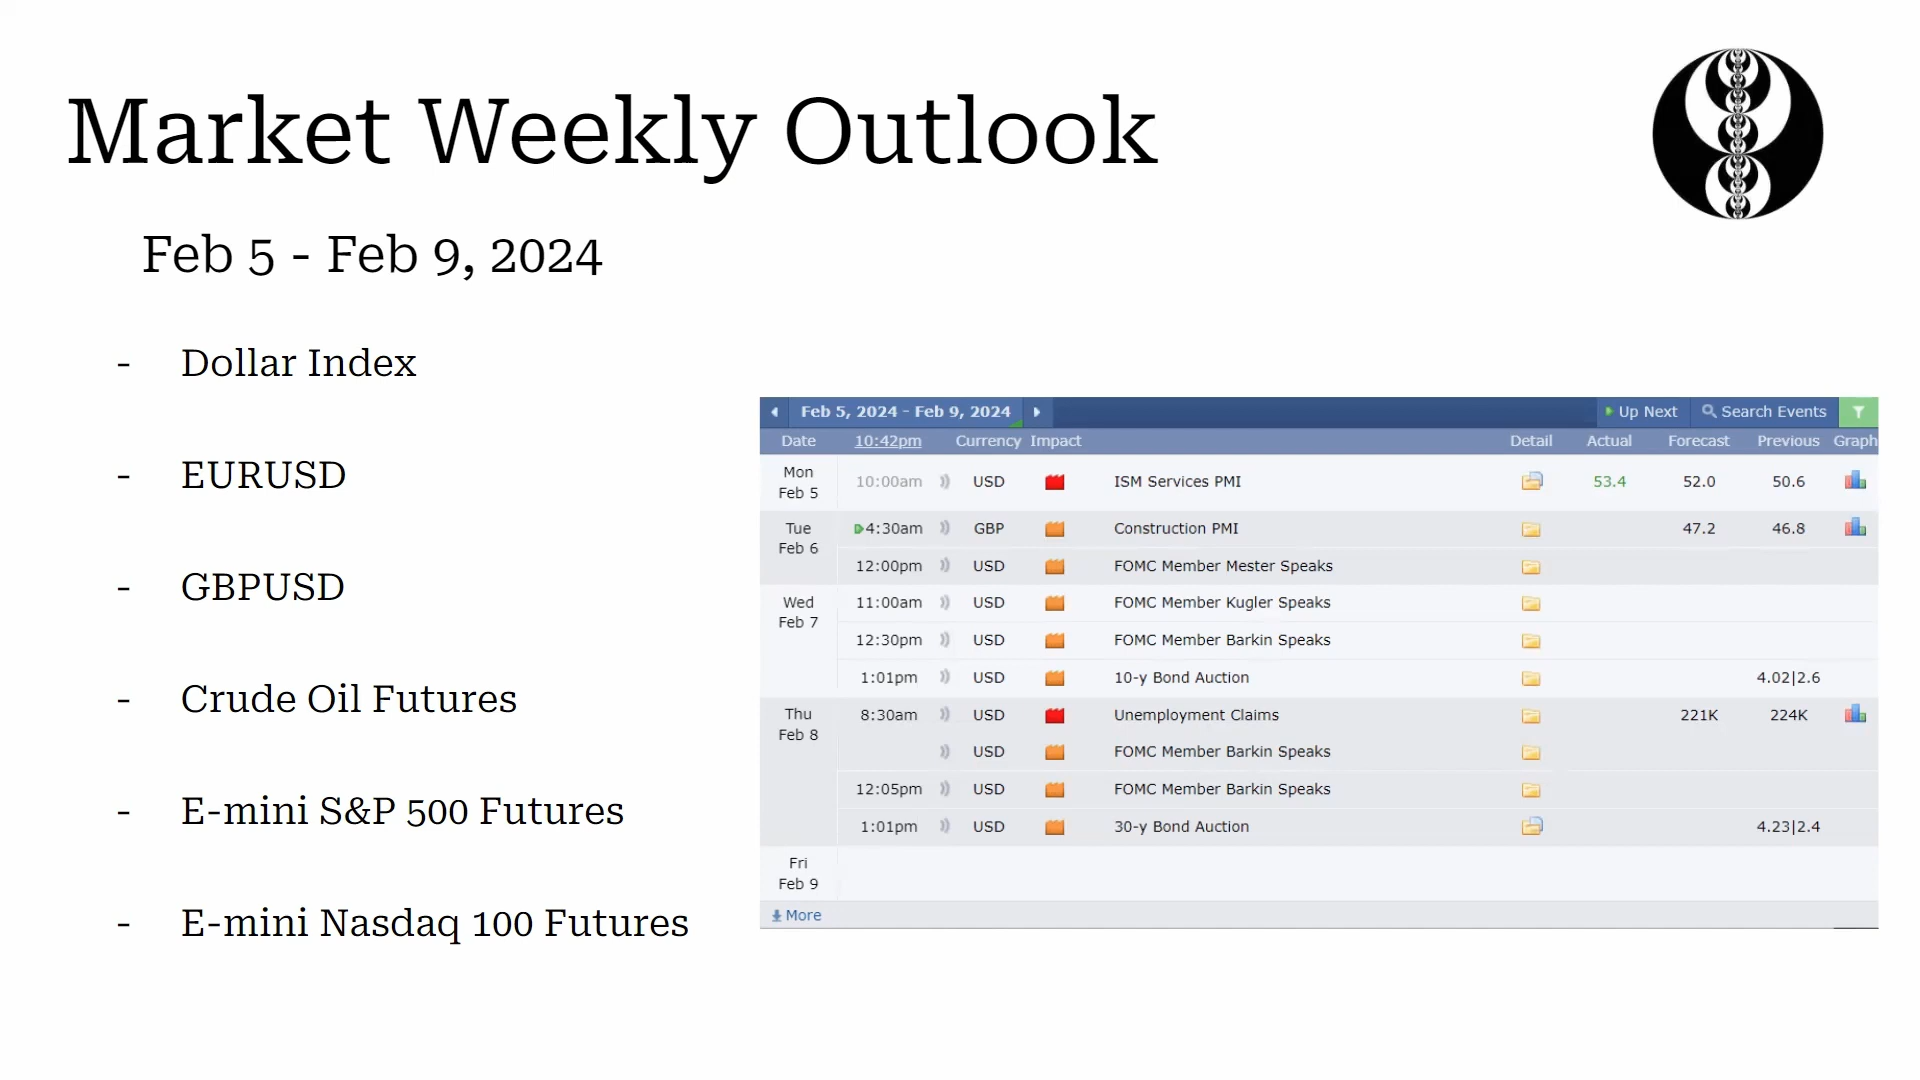 Market Weekly Outlook
Feb 5 - Feb 9, 2024
- Dollar Index
- EURUSD
- GBPUSD
- Crude Oil Futures
- E-mini S&P 500 Futures
- E-mini Nasdaq 100 Futures
Feb 5, 2024 - Feb 9, 2024 Up Next Search Events
Date 10:42pm Currency Impact Detail Actual Forecast Previous Graph
Mon Feb 5 10:00am USD ISM Services PMI 53.4 52.0 50.6
Tue Feb 6 4:30am GBP Construction PMI 47.2 46.8
12:00pm USD FOMC Member Mester Speaks
Wed Feb 7 11:00am USD FOMC Member Kugler Speaks
12:30pm USD FOMC Member Barkin Speaks
1:01pm USD 10-y Bond Auction 4.02|2.6
Thu Feb 8 8:30am USD Unemployment Claims 221K 224K
USD FOMC Member Barkin Speaks
12:05pm USD FOMC Member Barkin Speaks
1:01pm USD 30-y Bond Auction 4.23|2.4
Fri Feb 9
More